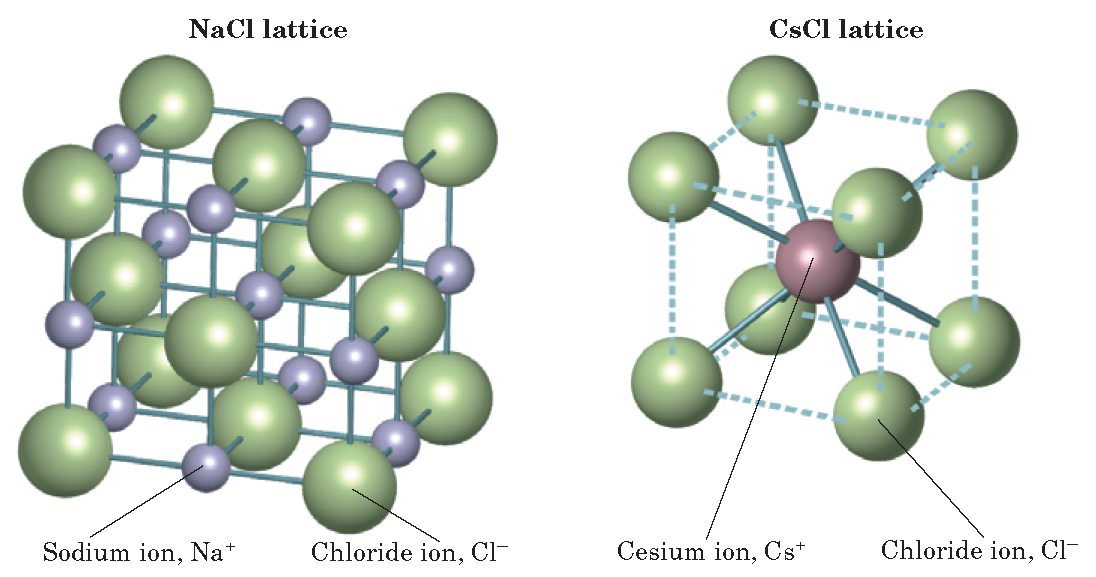 NaCl lattice
CsCl lattice
Sodium ion, Na⁺
Chloride ion, Cl⁻
Cesium ion, Cs⁺
Chloride ion, Cl⁻